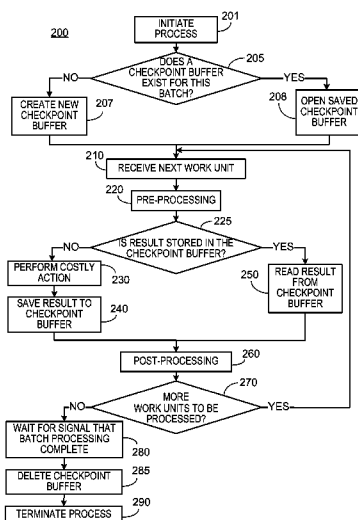 200
INITIATE
PROCESS
201
DOES A
CHECKPOINT BUFFER
EXIST FOR THIS
BATCH?
205
NO
YES
CREATE NEW
CHECKPOINT
BUFFER
207
OPEN SAVED
CHECKPOINT
BUFFER
208
210
RECEIVE NEXT WORK UNIT
220
PRE-PROCESSING
225
IS RESULT STORED IN THE
CHECKPOINT BUFFER?
NO
YES
PERFORM COSTLY
ACTION
230
SAVE RESULT TO
CHECKPOINT
BUFFER
240
250
READ RESULT
FROM
CHECKPOINT
BUFFER
POST-PROCESSING
260
270
MORE
WORK UNITS TO BE
PROCESSED?
NO
YES
WAIT FOR SIGNAL THAT
BATCH PROCESSING
COMPLETE
280
DELETE CHECKPOINT
BUFFER
285
TERMINATE PROCESS
290